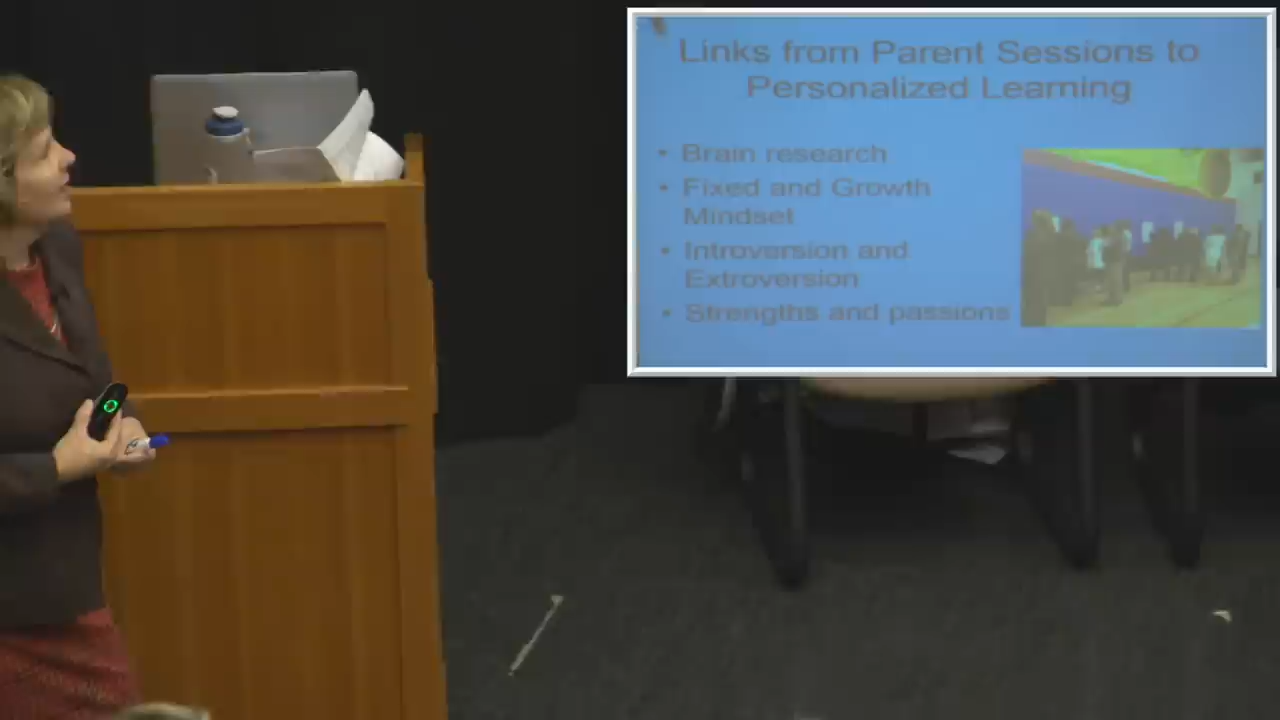 Links from Parent Sessions to
Personalized Learning
• Brain research
• Fixed and Growth
Mindset
• Introversion and
Extroversion
• Strengths and passions